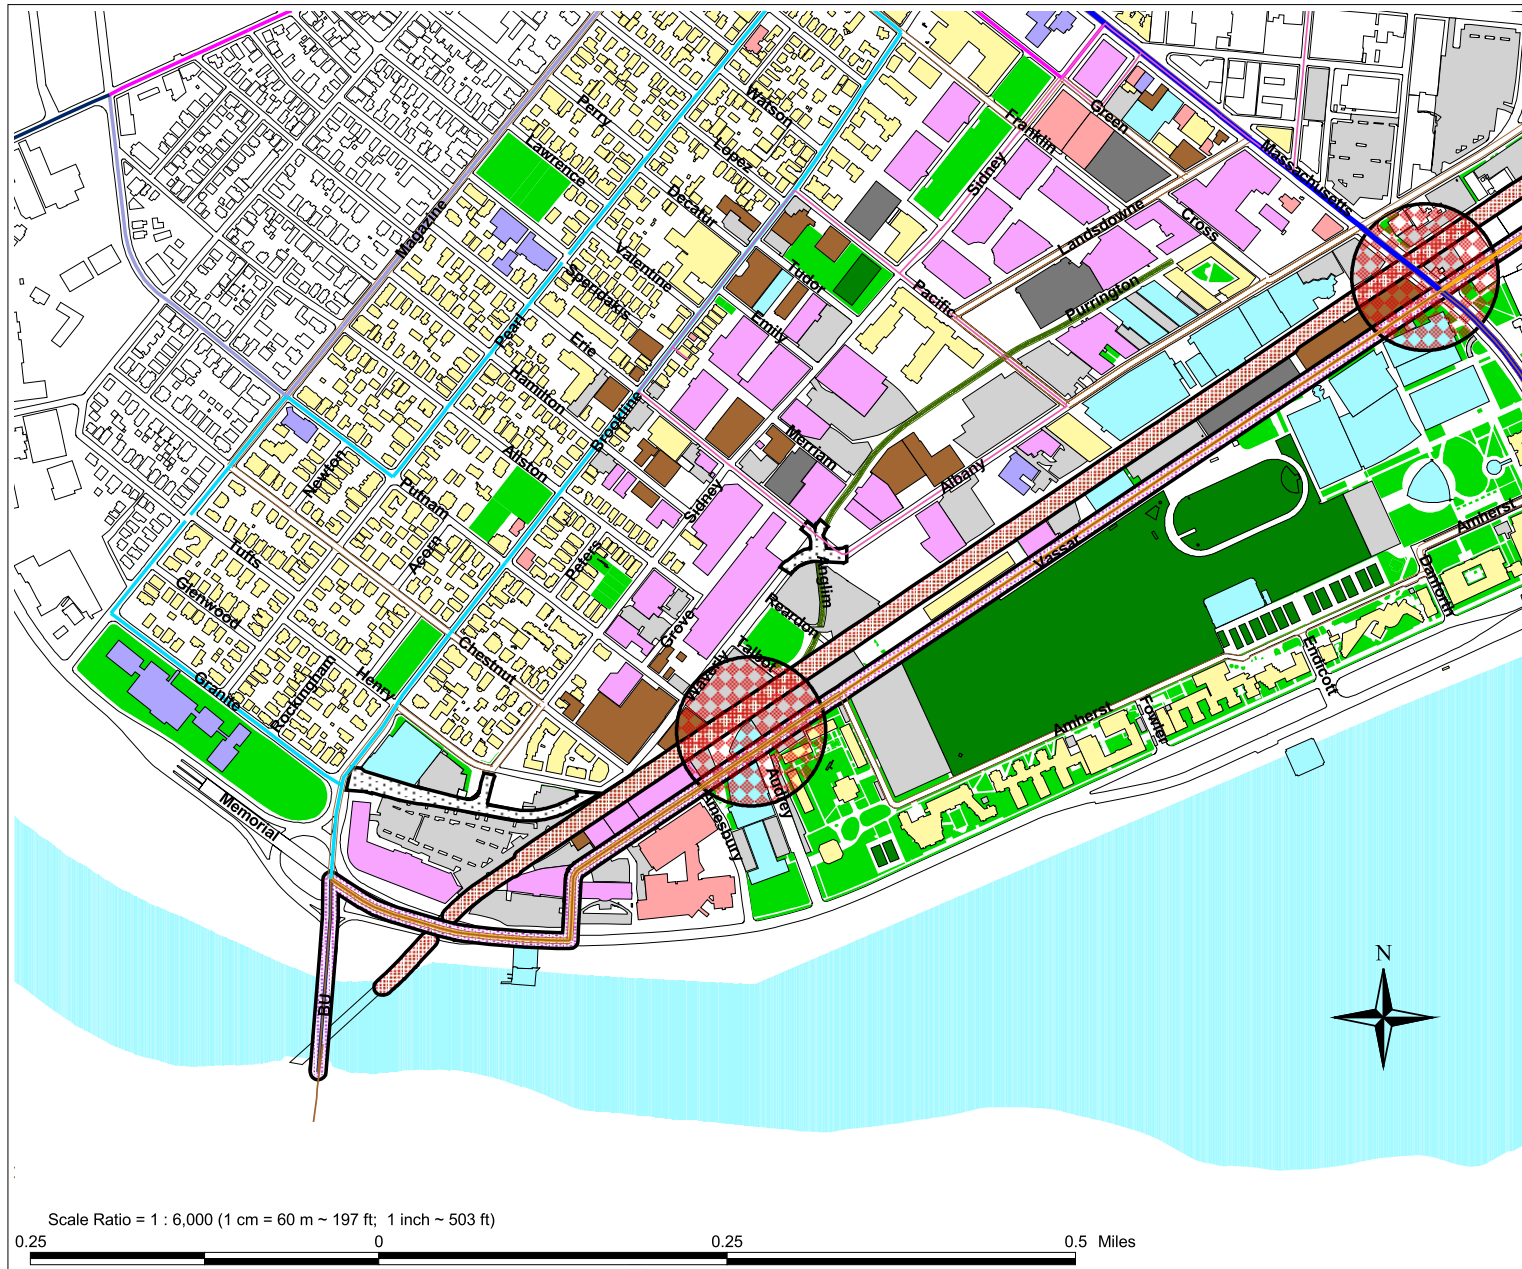 Perry
Watson
Lopez
Lawrence
Decatur
Magazine
Valentine
Speridakis
Tudor
Pearl
Erie
Emily
Hamilton
Brookline
Green
Franklin
Sidney
Massachusetts
Landsdowne
Cross
Purrington
Pacific
Merriam
Albany
Allston
Newton
Putnam
Sidney
Vassar
Amherst
Danforth
Acorn
Peters
Tufts
Glenwood
Reardon
Grove
Talbot
Chestnut
Henry
Rockingham
Granite
Endicott
Fowler
Amherst
Audrey
Amesbury
Memorial
BU
N
Scale Ratio = 1 : 6,000 (1 cm = 60 m ~ 197 ft; 1 inch ~ 503 ft)
0.25 0 0.25 0.5 Miles